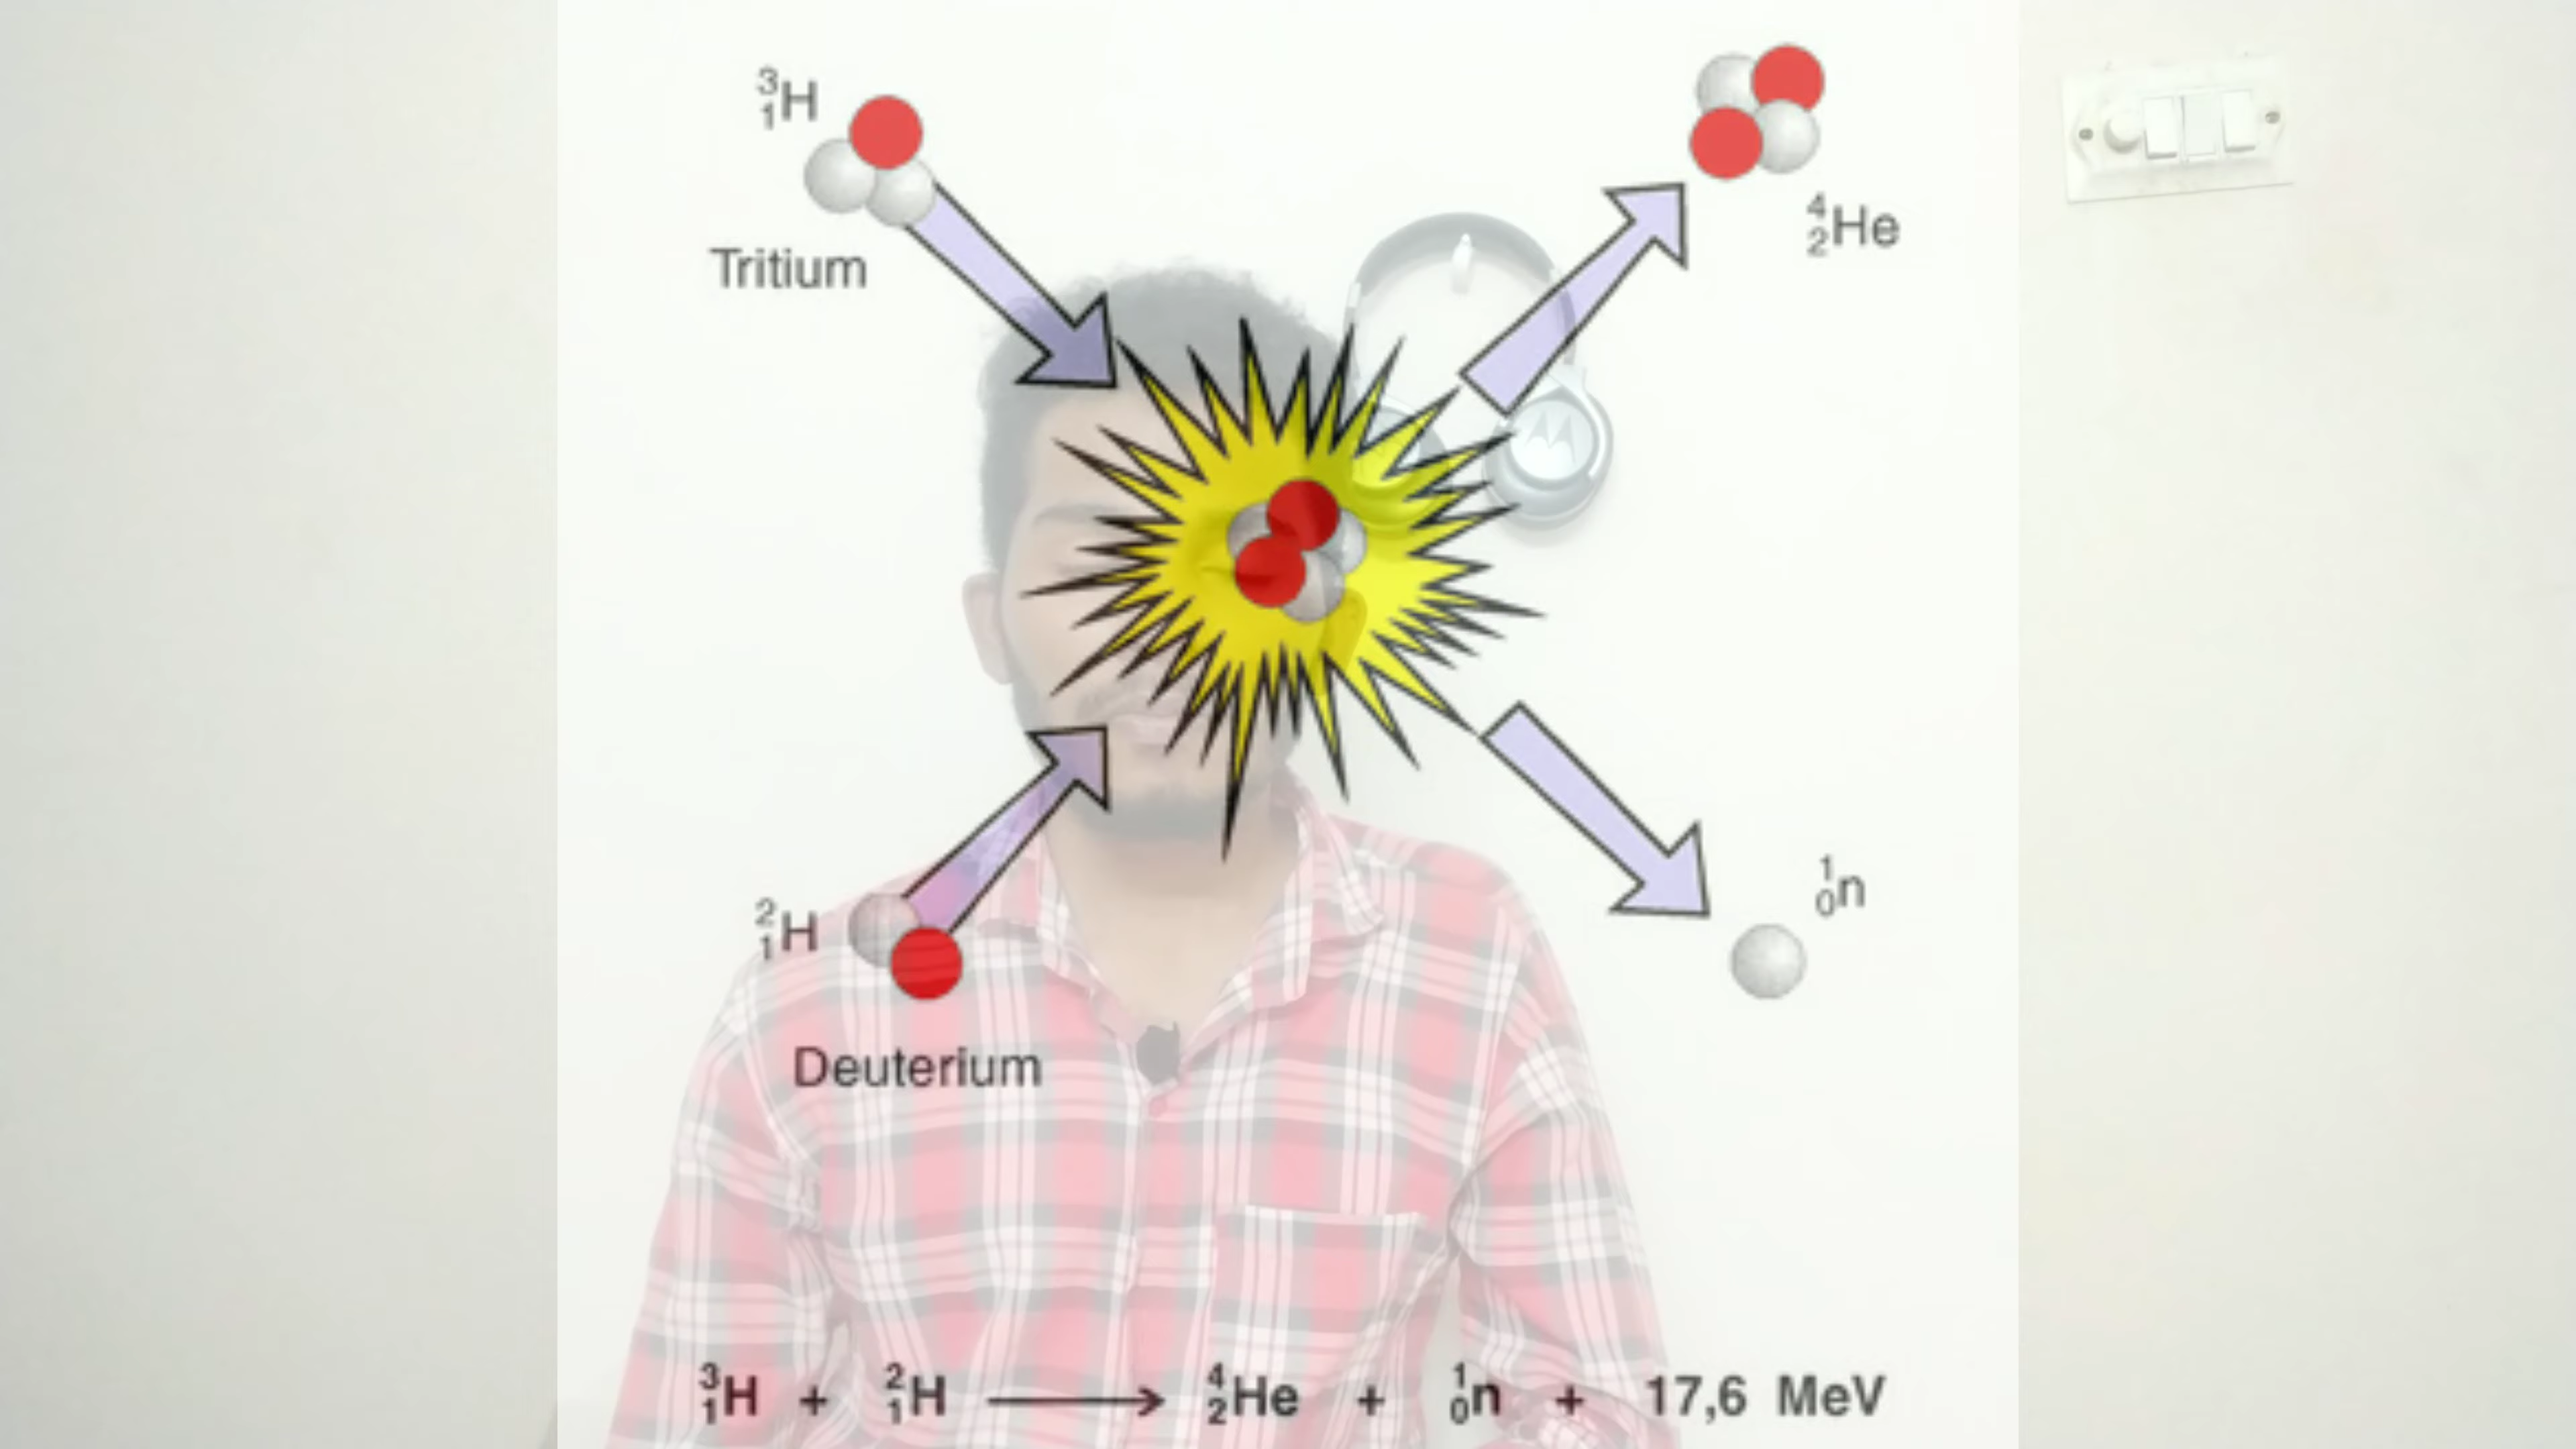 ³₁H
Tritium
⁴₂He
²₁H
Deuterium
¹₀n
³₁H + ²₁H ⟶ ⁴₂He + ¹₀n + 17,6 MeV